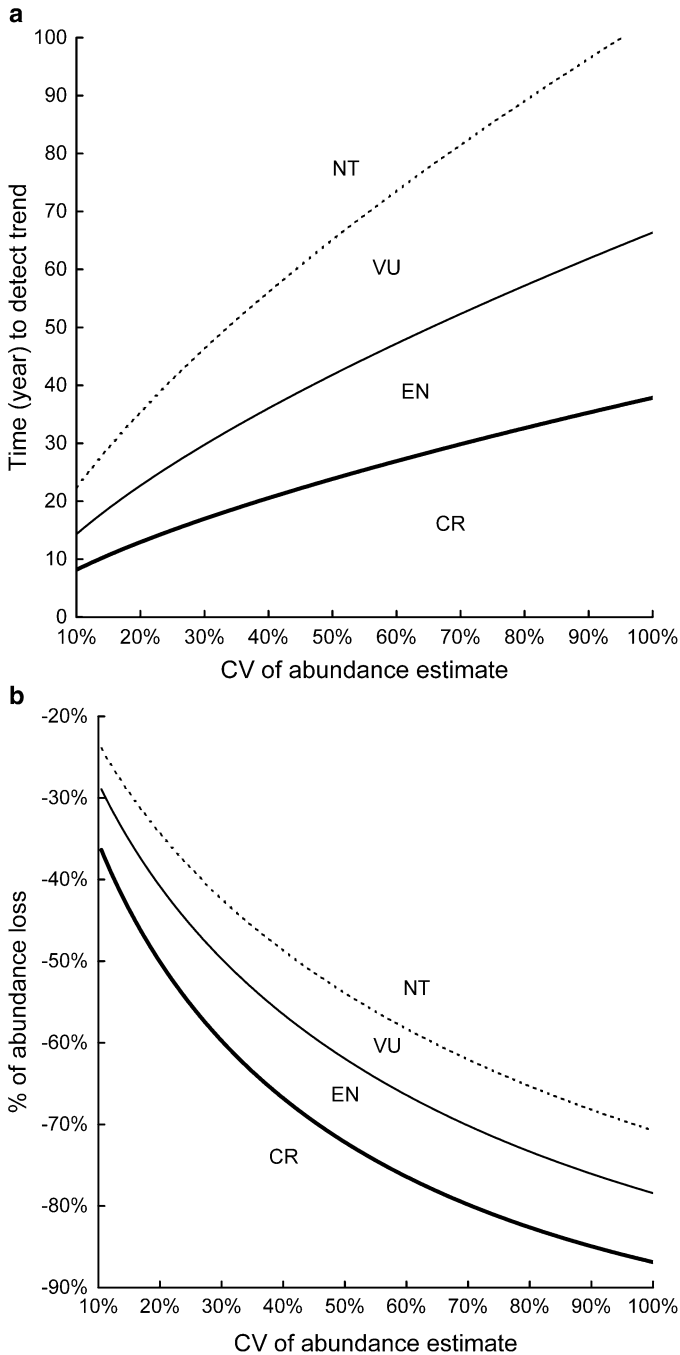 a
Time (year) to detect trend
100
90
80
70
60
50
40
30
20
10
0
NT
VU
EN
CR
10% 20% 30% 40% 50% 60% 70% 80% 90% 100%
CV of abundance estimate
b
% of abundance loss
-20%
-30%
-40%
-50%
-60%
-70%
-80%
-90%
NT
VU
EN
CR
10% 20% 30% 40% 50% 60% 70% 80% 90% 100%
CV of abundance estimate